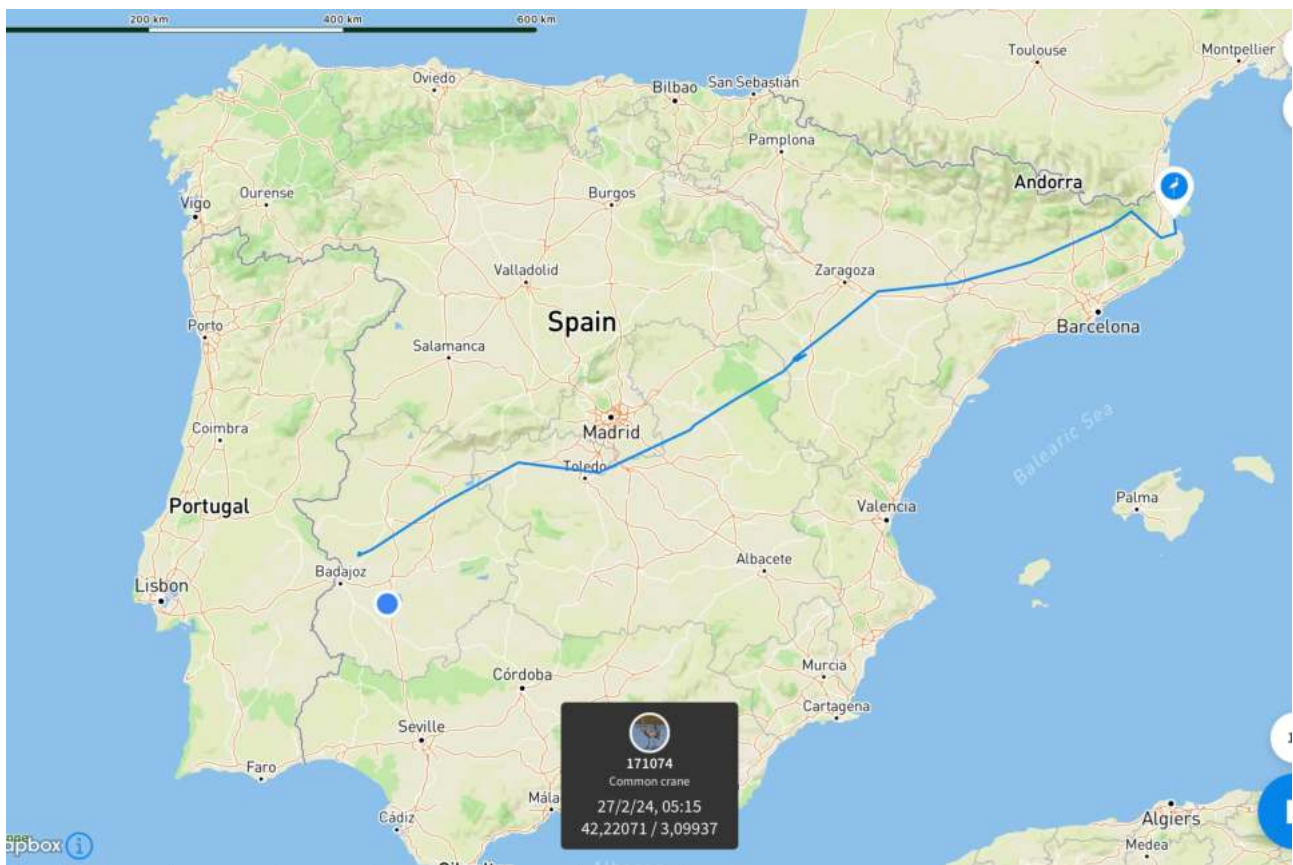 200 km
400 km
600 km
Toulouse
Montpellier
Oviedo
Bilbao
San Sebastián
Pamplona
Andorra
Vigo
Ourense
Burgos
Valladolid
Zaragoza
Barcelona
Spain
Porto
Salamanca
Madrid
Coimbra
Balearic Sea
Toledo
Palma
Portugal
Valencia
Albacete
Badajoz
Lisbon
Murcia
Córdoba
Cartagena
Seville
171074
Common crane
27/2/24, 05:15
42,22071 / 3,09937
Faro
Mála
Cádiz
Algiers
Medea
apbox